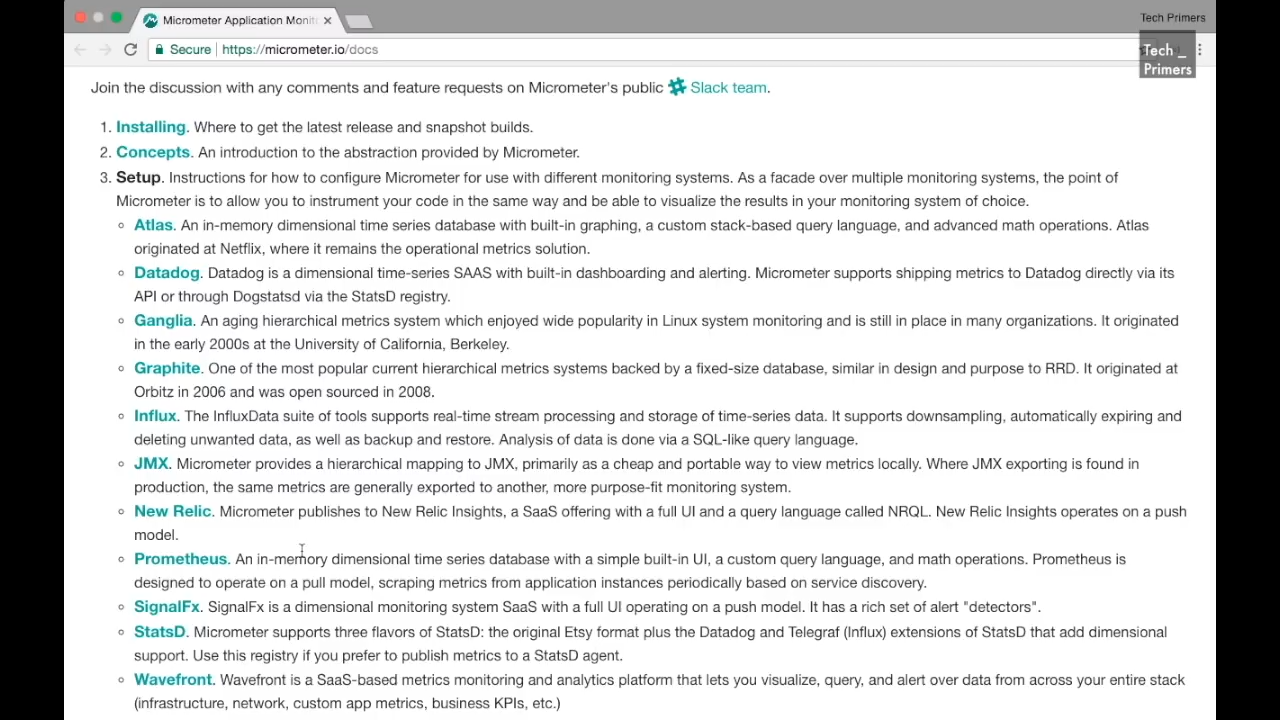 Micrometer Application Monit
Tech Primers
Secure https://micrometer.io/docs
Tech _
Primers
Join the discussion with any comments and feature requests on Micrometer's public Slack team.
1. Installing. Where to get the latest release and snapshot builds.
2. Concepts. An introduction to the abstraction provided by Micrometer.
3. Setup. Instructions for how to configure Micrometer for use with different monitoring systems. As a facade over multiple monitoring systems, the point of
Micrometer is to allow you to instrument your code in the same way and be able to visualize the results in your monitoring system of choice.
Atlas. An in-memory dimensional time series database with built-in graphing, a custom stack-based query language, and advanced math operations. Atlas
originated at Netflix, where it remains the operational metrics solution.
Datadog. Datadog is a dimensional time-series SAAS with built-in dashboarding and alerting. Micrometer supports shipping metrics to Datadog directly via its
API or through Dogstatsd via the StatsD registry.
Ganglia. An aging hierarchical metrics system which enjoyed wide popularity in Linux system monitoring and is still in place in many organizations. It originated
in the early 2000s at the University of California, Berkeley.
Graphite. One of the most popular current hierarchical metrics systems backed by a fixed-size database, similar in design and purpose to RRD. It originated at
Orbitz in 2006 and was open sourced in 2008.
Influx. The InfluxData suite of tools supports real-time stream processing and storage of time-series data. It supports downsampling, automatically expiring and
deleting unwanted data, as well as backup and restore. Analysis of data is done via a SQL-like query language.
JMX. Micrometer provides a hierarchical mapping to JMX, primarily as a cheap and portable way to view metrics locally. Where JMX exporting is found in
production, the same metrics are generally exported to another, more purpose-fit monitoring system.
New Relic. Micrometer publishes to New Relic Insights, a SaaS offering with a full UI and a query language called NRQL. New Relic Insights operates on a push
model.
Prometheus. An in-memory dimensional time series database with a simple built-in UI, a custom query language, and math operations. Prometheus is
designed to operate on a pull model, scraping metrics from application instances periodically based on service discovery.
SignalFx. SignalFx is a dimensional monitoring system SaaS with a full UI operating on a push model. It has a rich set of alert "detectors".
StatsD. Micrometer supports three flavors of StatsD: the original Etsy format plus the Datadog and Telegraf (Influx) extensions of StatsD that add dimensional
support. Use this registry if you prefer to publish metrics to a StatsD agent.
Wavefront. Wavefront is a SaaS-based metrics monitoring and analytics platform that lets you visualize, query, and alert over data from across your entire stack
(infrastructure, network, custom app metrics, business KPIs, etc.)